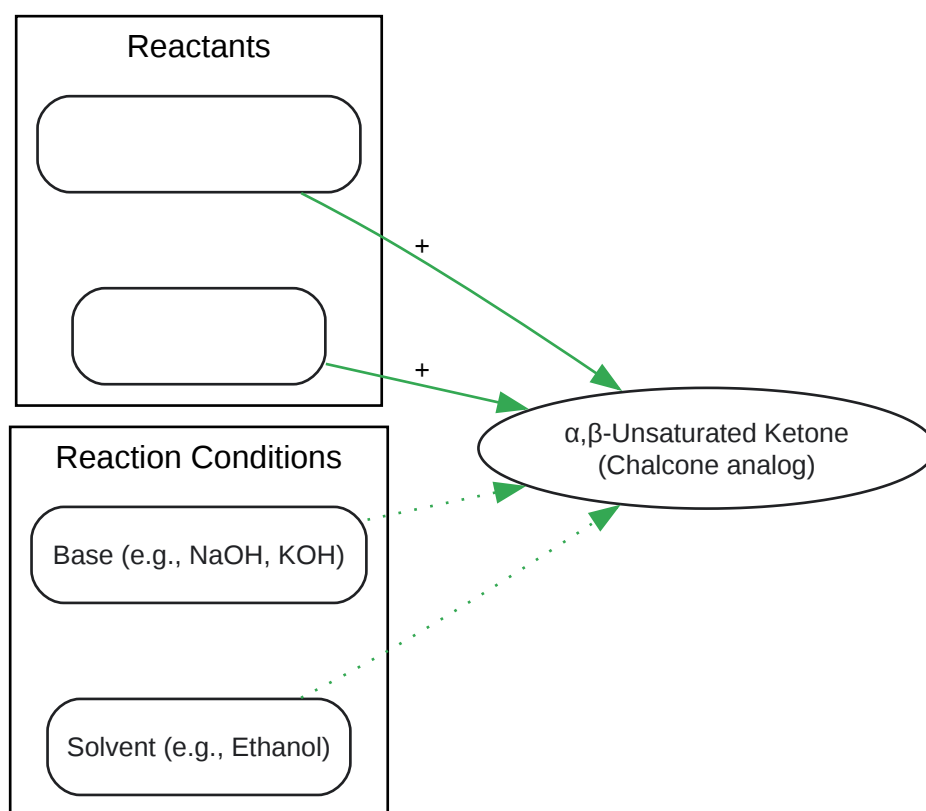 Reactants
+
+
α,β-Unsaturated Ketone
(Chalcone analog)
Reaction Conditions
Base (e.g., NaOH, KOH)
Solvent (e.g., Ethanol)